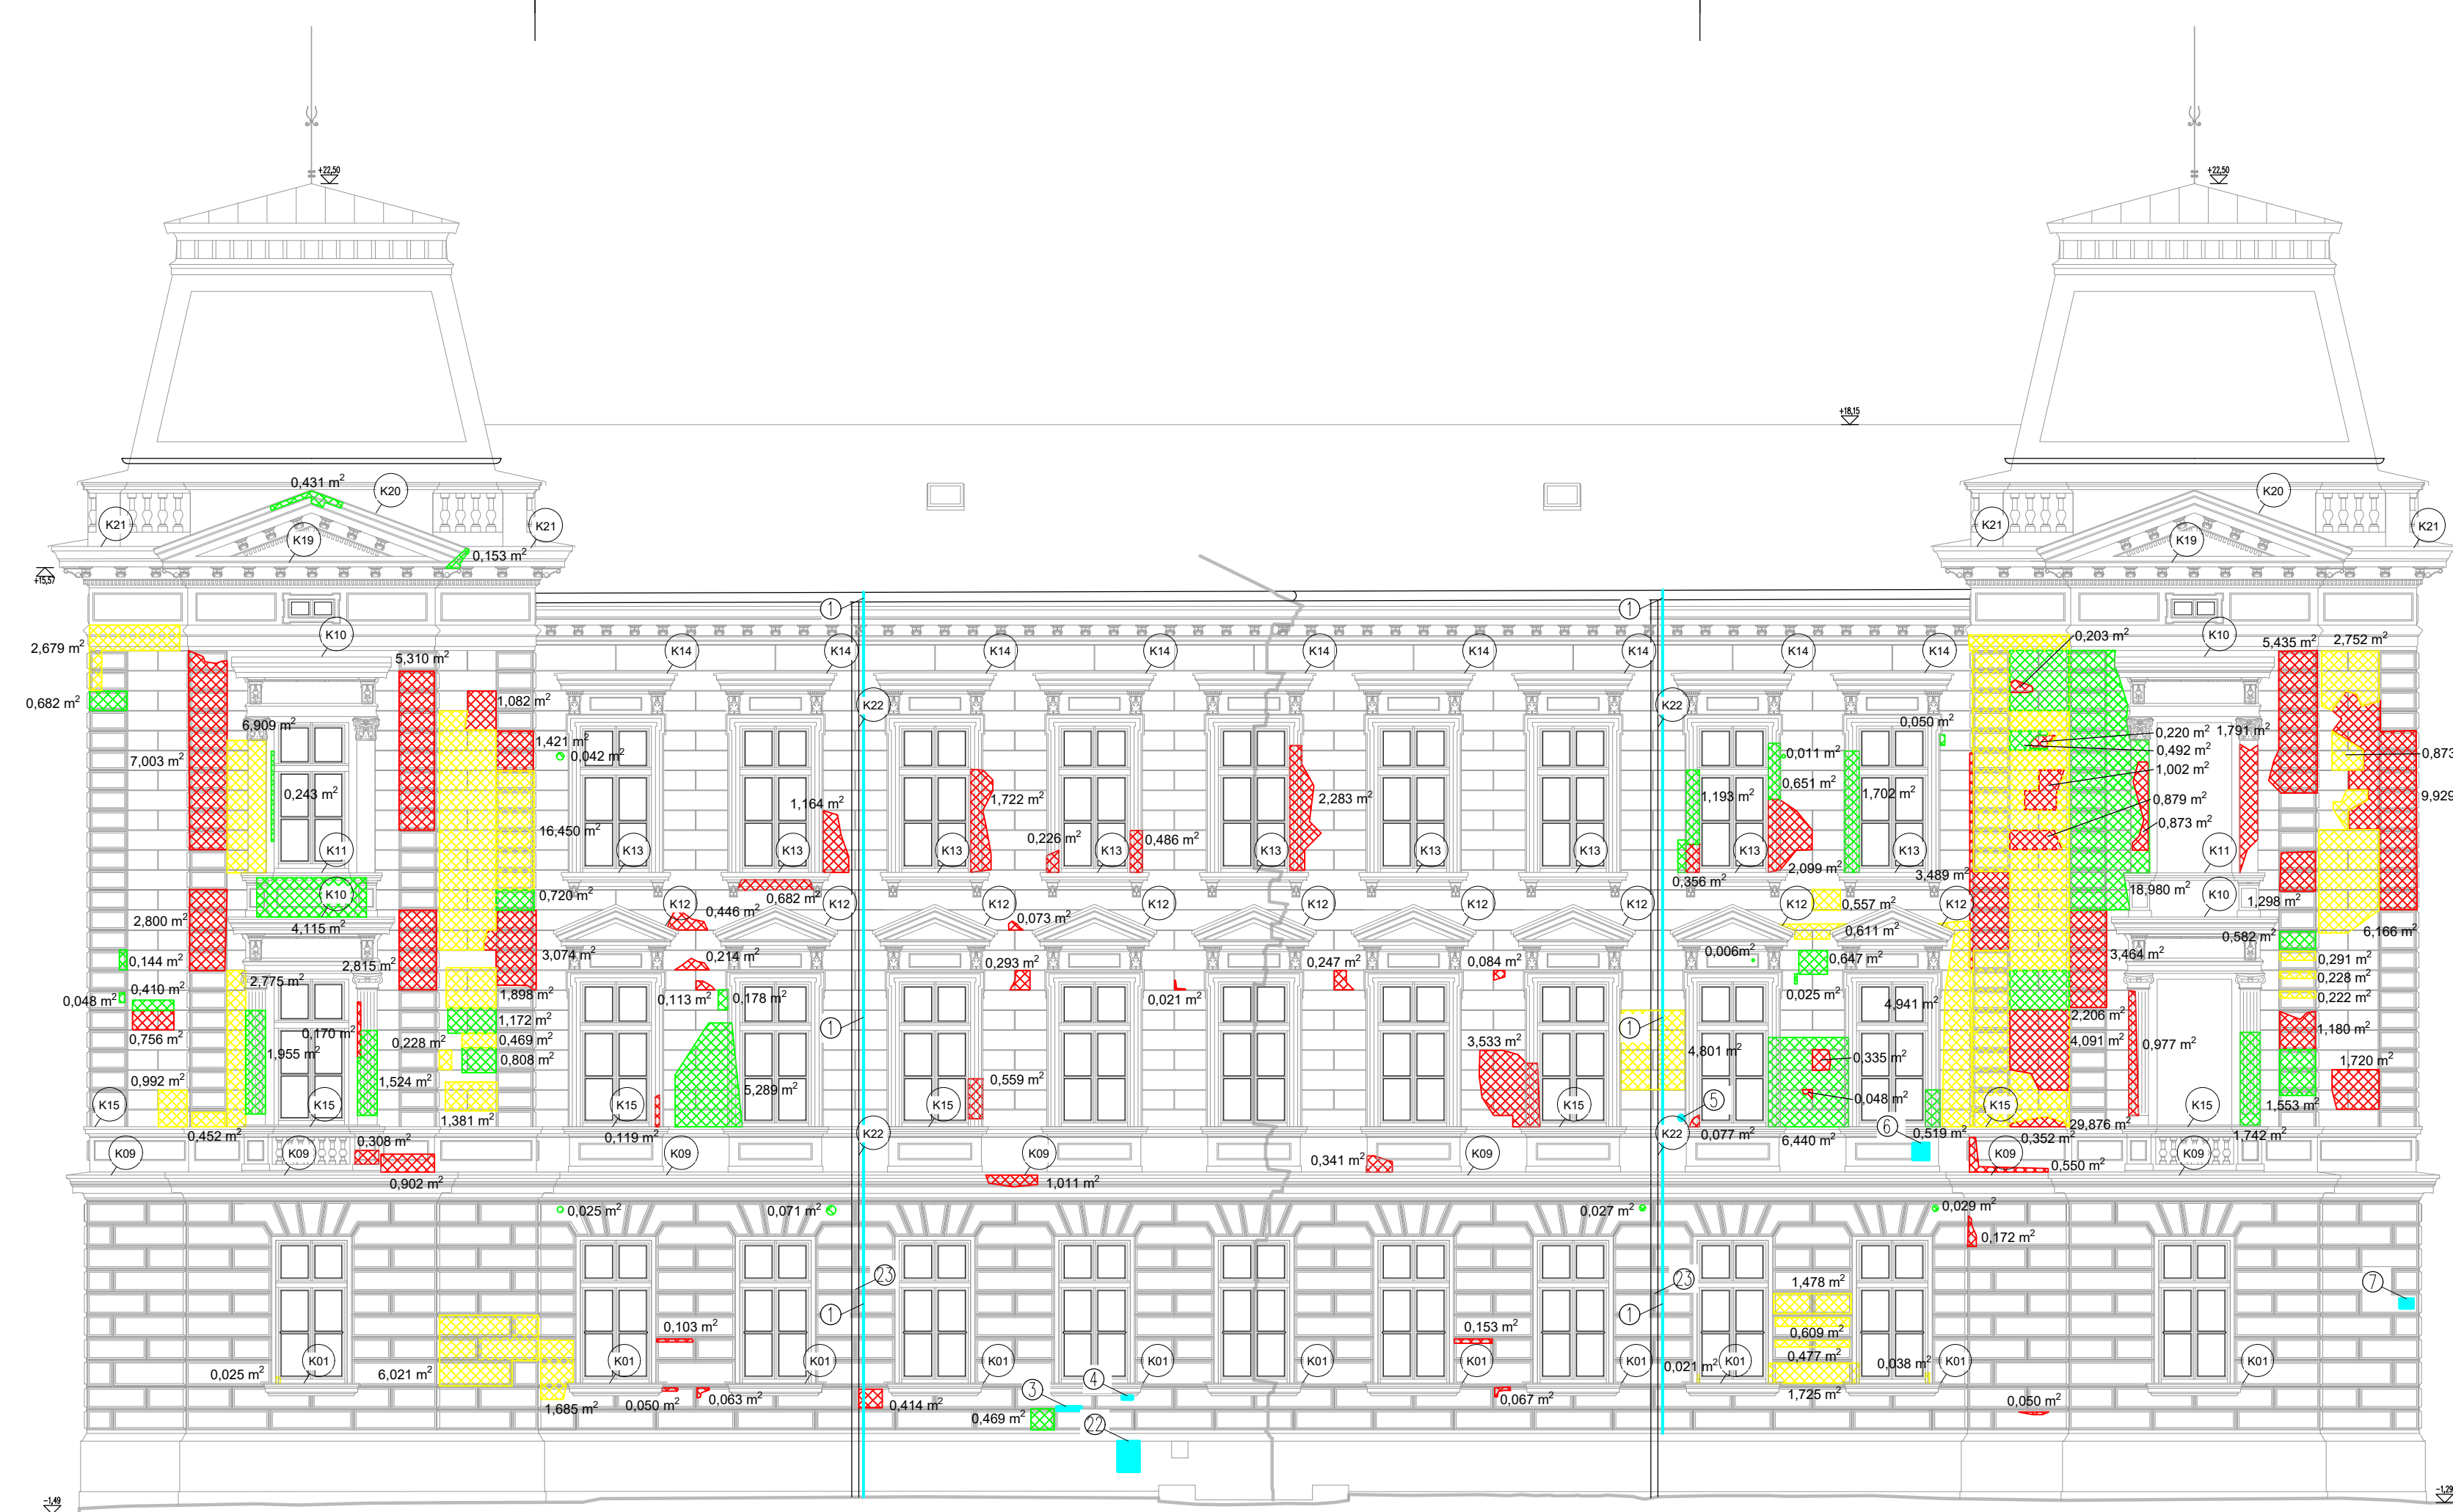 +22,50
+22,50
+18,15
0,431 m²
K20
K20
K21
K21
K21
K21
K19
K19
0,153 m²
+15,57
1
1
K10
K10
2,679 m²
5,310 m²
K14
K14
K14
K14
K14
K14
K14
K14
K14
0,203 m²
5,435 m²
2,752 m²
0,682 m²
1,082 m²
K22
K22
6,909 m²
0,050 m²
1,791 m²
0,220 m²
1,421 m²
0,042 m²
0,011 m²
0,492 m²
0,873
7,003 m²
1,002 m²
0,651 m²
0,243 m²
1,164 m²
1,722 m²
2,283 m²
1,193 m²
1,702 m²
0,879 m²
9,929
16,450 m²
0,226 m²
0,486 m²
0,873 m²
K11
K13
K13
K13
K13
K13
K13
K13
K13
K13
K11
2,099 m²
0,356 m²
3,489 m²
18,980 m²
K10
0,720 m²
0,682 m²
K10
1,298 m²
K12
K12
K12
K12
K12
K12
K12
K12
K12
0,557 m²
2,800 m²
4,115 m²
0,446 m²
0,073 m²
0,611 m²
6,166 m²
0,582 m²
3,074 m²
0,214 m²
0,006m²
3,464 m²
0,144 m²
2,815 m²
0,293 m²
0,247 m²
0,084 m²
0,647 m²
0,291 m²
2,775 m²
0,021 m²
0,228 m²
0,410 m²
0,048 m²
1,898 m²
0,113 m²
0,178 m²
0,025 m²
4,941 m²
0,222 m²
1,172 m²
2,206 m²
0,756 m²
0,170 m²
0,228 m²
0,469 m²
1
1
3,533 m²
4,091 m²
0,977 m²
1,180 m²
1,955 m²
0,808 m²
4,801 m²
0,335 m²
1,720 m²
0,992 m²
1,524 m²
0,559 m²
5,289 m²
0,048 m²
K15
K15
K15
K15
K15
5
K15
K15
1,553 m²
1,381 m²
6
29,876 m²
0,452 m²
0,119 m²
K22
K22
0,077 m²
6,440 m²
0,519 m²
0,352 m²
1,742 m²
0,308 m²
K09
K09
K09
K09
K09
K09
K09
0,341 m²
0,550 m²
0,902 m²
1,011 m²
0,025 m²
0,071 m²
0,027 m²
0,029 m²
0,172 m²
23
23
1,478 m²
7
1
1
0,103 m²
0,153 m²
0,609 m²
0,477 m²
K01
K01
K01
K01
K01
K01
K01
K01
K01
K01
K01
0,025 m²
6,021 m²
0,021 m²
0,038 m²
4
3
1,685 m²
0,050 m²
0,063 m²
0,414 m²
0,067 m²
1,725 m²
0,050 m²
0,469 m²
22
-1,49
-1,29